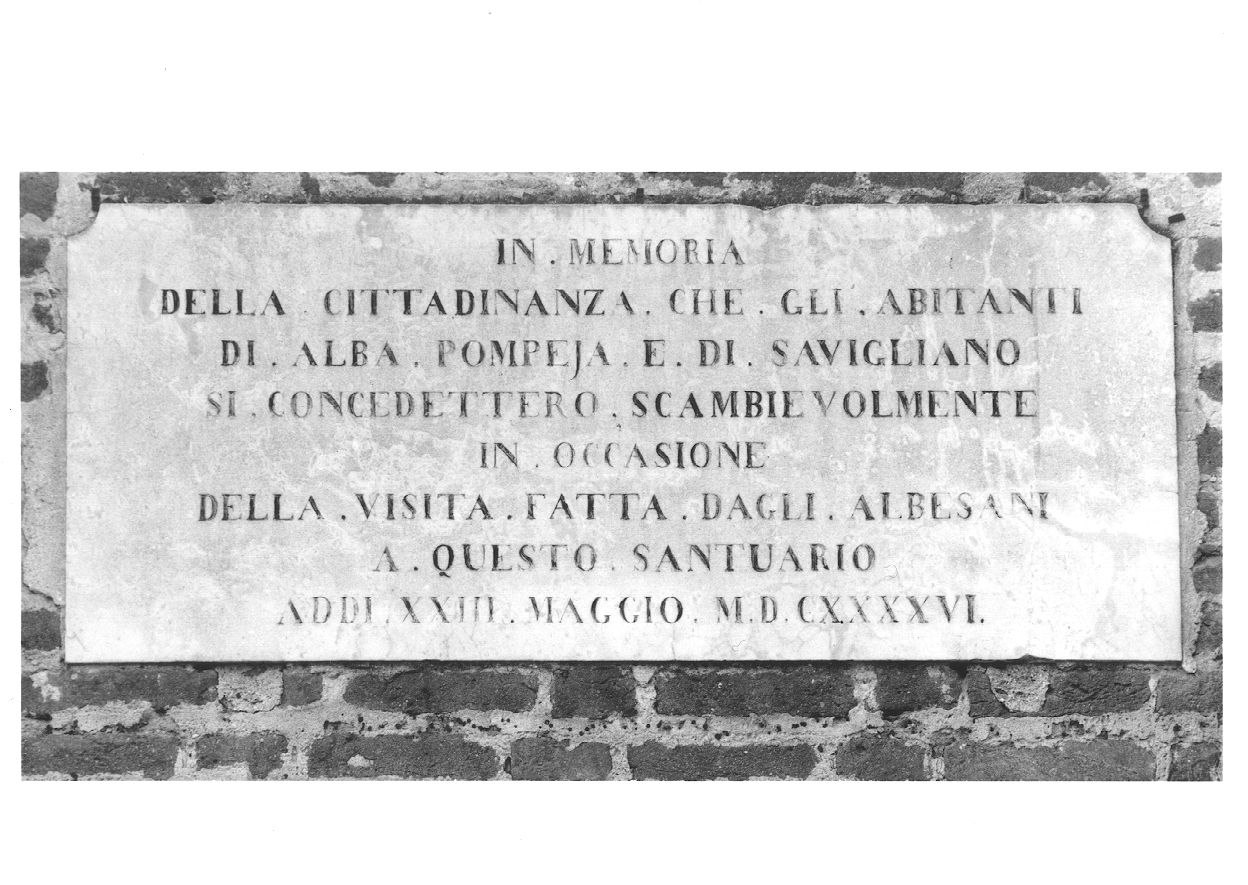 IN . MEMORIA
DELLA . CITTADINANZA . CHE . GLI . ABITANTI
DI . ALBA . POMPEJA . E . DI . SAVIGLIANO
SI . CONCEDETTERO . SCAMBIEVOLMENTE
IN . OCCASIONE
DELLA . VISITA . FATTA . DAGLI . ALBESANI
A . QUESTO . SANTUARIO
ADDI . XXIII . MAGGIO . M.D.CXXXXVI.